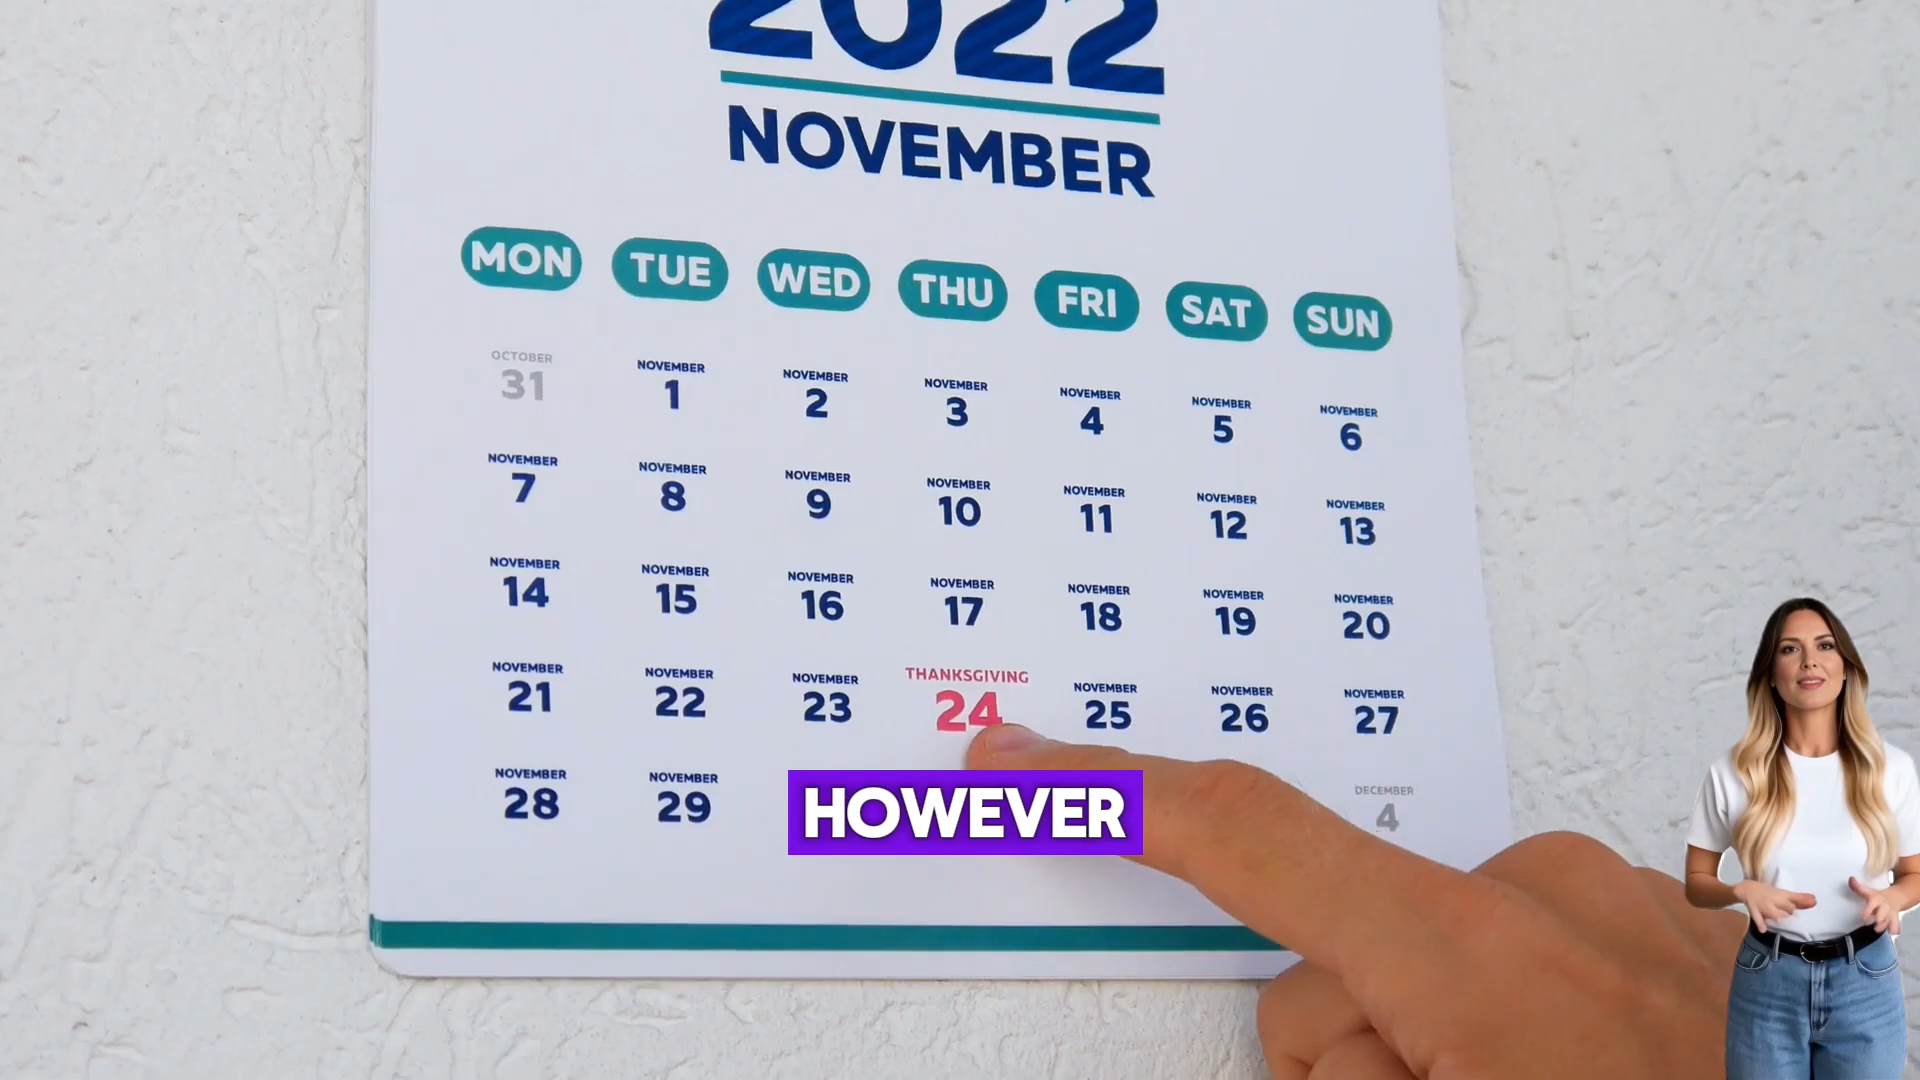 2022
NOVEMBER
MON TUE WED THU FRI SAT SUN
OCTOBER NOVEMBER NOVEMBER NOVEMBER NOVEMBER NOVEMBER NOVEMBER
31 1 2 3 4 5 6
NOVEMBER NOVEMBER NOVEMBER NOVEMBER NOVEMBER NOVEMBER NOVEMBER
7 8 9 10 11 12 13
NOVEMBER NOVEMBER NOVEMBER NOVEMBER NOVEMBER NOVEMBER NOVEMBER
14 15 16 17 18 19 20
NOVEMBER NOVEMBER NOVEMBER THANKSGIVING NOVEMBER NOVEMBER NOVEMBER
21 22 23 24 25 26 27
NOVEMBER NOVEMBER DECEMBER
28 29 4
HOWEVER